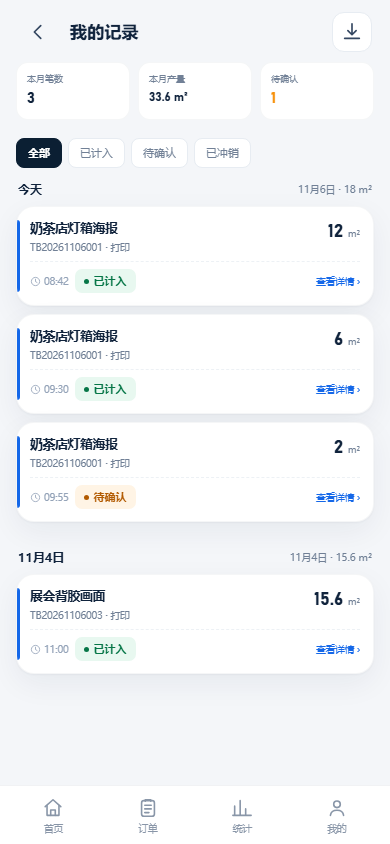 我的记录
本月笔数
3
本月产量
33.6 m²
待确认
1
全部
已计入
待确认
已冲销
今天
11月6日 · 18 m²
奶茶店灯箱海报
12 m²
TB20261106001 · 打印
08:42
已计入
查看详情 ›
奶茶店灯箱海报
6 m²
TB20261106001 · 打印
09:30
已计入
查看详情 ›
奶茶店灯箱海报
2 m²
TB20261106001 · 打印
09:55
待确认
查看详情 ›
11月4日
11月4日 · 15.6 m²
展会背胶画面
15.6 m²
TB20261106003 · 打印
11:00
已计入
查看详情 ›
首页
订单
统计
我的